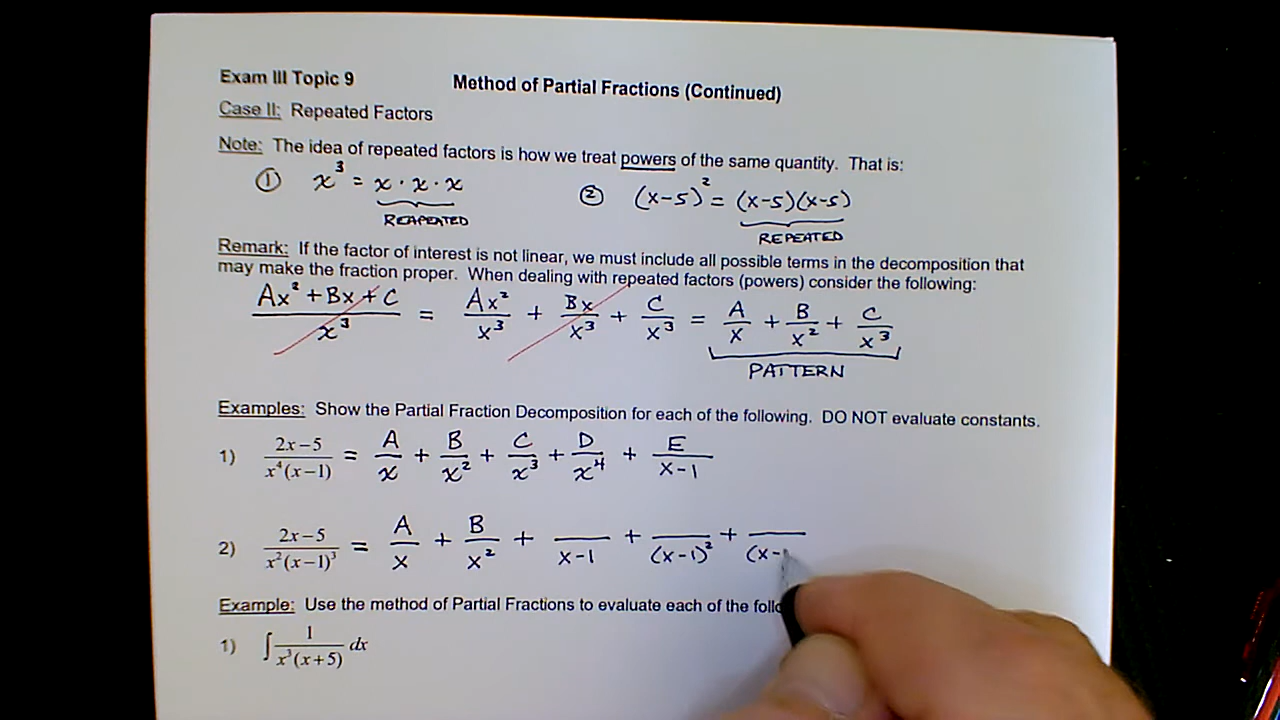 Exam III Topic 9 Method of Partial Fractions (Continued)
Case II: Repeated Factors
Note: The idea of repeated factors is how we treat powers of the same quantity. That is:
① x³ = x · x · x ② (x-5)² = (x-5)(x-5)
REAPEATED REPEATED
Remark: If the factor of interest is not linear, we must include all possible terms in the decomposition that
may make the fraction proper. When dealing with repeated factors (powers) consider the following:
(Ax² + Bx + C)/x³ = Ax²/x³ + Bx/x³ + C/x³ = A/x + B/x² + C/x³
PATTERN
Examples: Show the Partial Fraction Decomposition for each of the following. DO NOT evaluate constants.
1) (2x-5)/(x⁴(x-1)) = A/x + B/x² + C/x³ + D/x⁴ + E/(x-1)
2) (2x-5)/(x²(x-1)³) = A/x + B/x² + /(x-1) + /(x-1)² + /(x-
Example: Use the method of Partial Fractions to evaluate each of the
1) ∫ 1/(x³(x+5)) dx